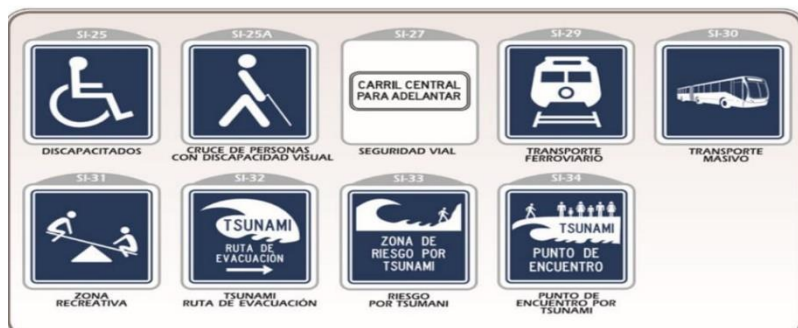 SI-25
SI-25A
SI-27
SI-29
SI-30
CARRIL CENTRAL
PARA ADELANTAR
DISCAPACITADOS
CRUCE DE PERSONAS
CON DISCAPACIDAD VISUAL
SEGURIDAD VIAL
TRANSPORTE
FERROVIARIO
TRANSPORTE
MASIVO
SI-31
SI-32
SI-33
SI-34
TSUNAMI
RUTA DE
EVACUACIÓN
ZONA DE
RIESGO POR
TSUNAMI
TSUNAMI
PUNTO DE
ENCUENTRO
ZONA
RECREATIVA
TSUNAMI
RUTA DE EVACUACIÓN
RIESGO
POR TSUMANI
PUNTO DE
ENCUENTRO POR
TSUNAMI